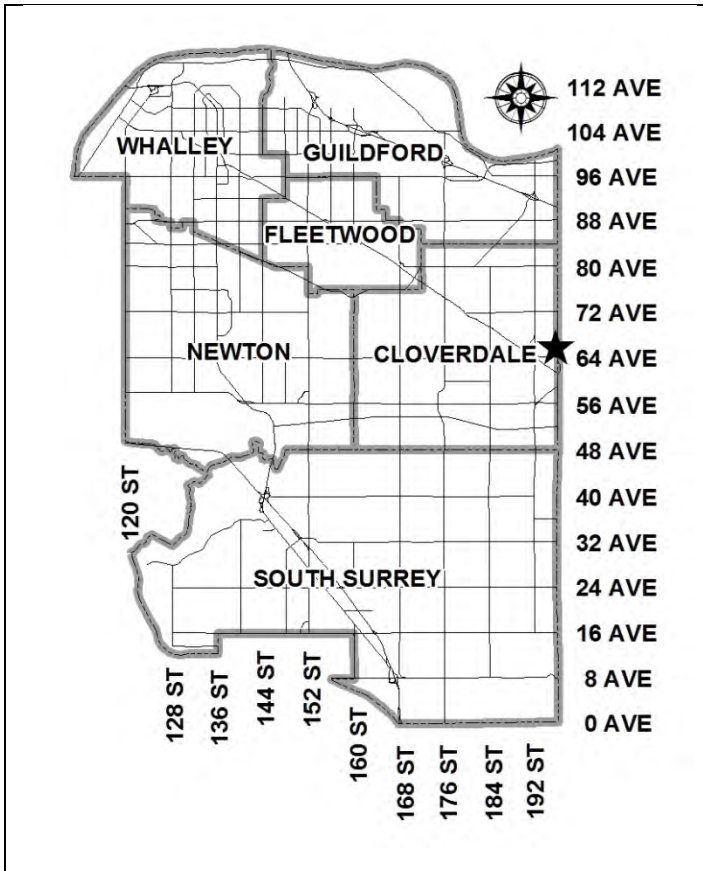 112 AVE
104 AVE
WHALLEY
GUILDFORD
96 AVE
88 AVE
FLEETWOOD
80 AVE
72 AVE
NEWTON
CLOVERDALE
64 AVE
56 AVE
48 AVE
120 ST
40 AVE
32 AVE
SOUTH SURREY
24 AVE
16 AVE
128 ST
136 ST
144 ST
152 ST
8 AVE
160 ST
0 AVE
168 ST
176 ST
184 ST
192 ST